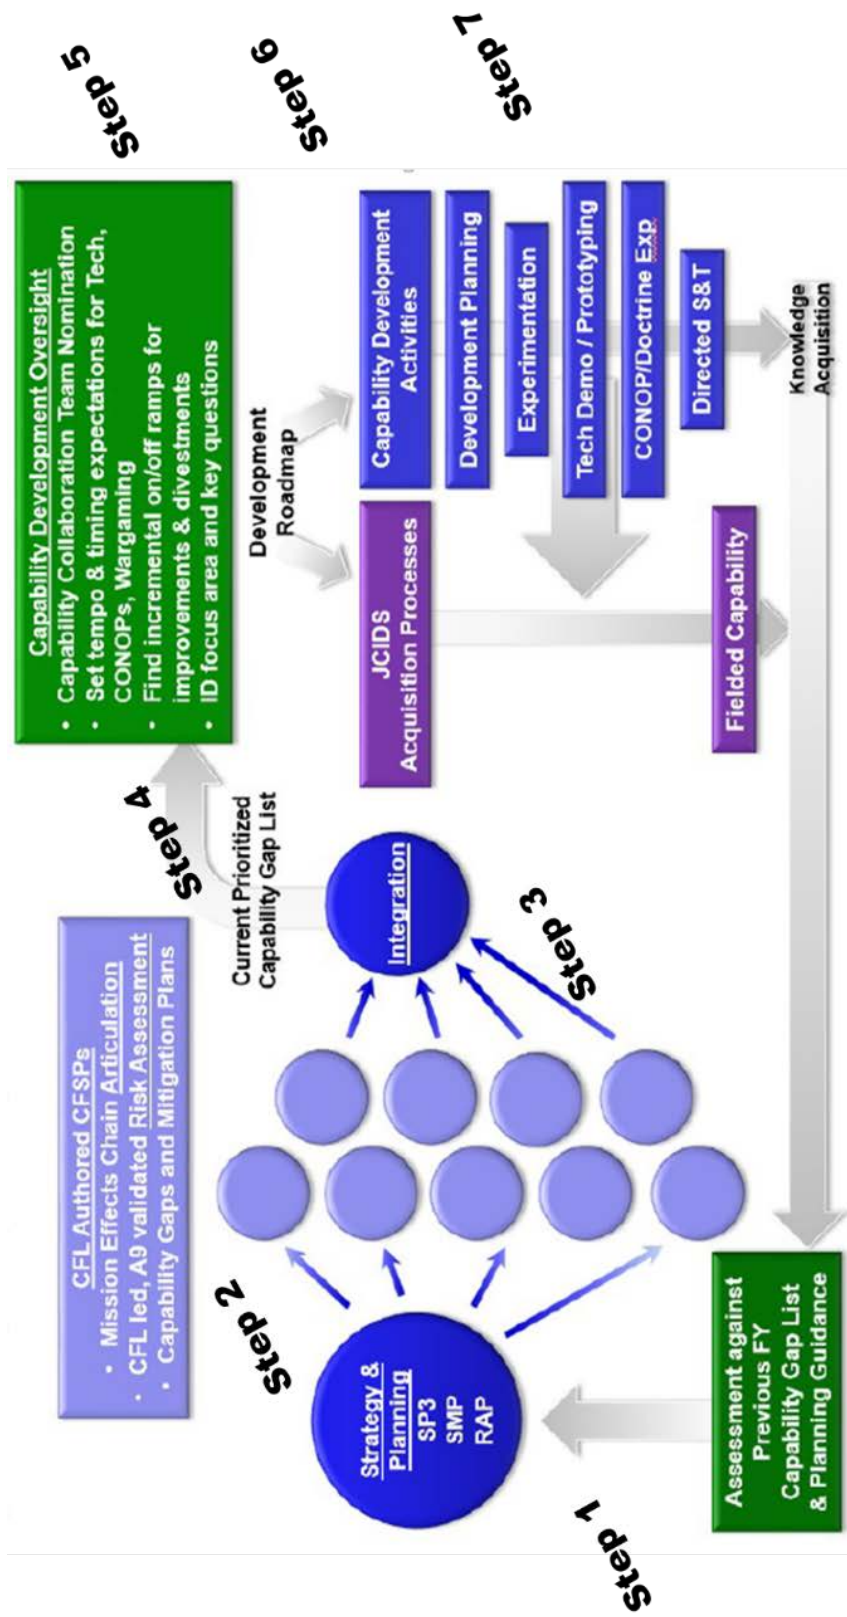 Step 1
Assessment against
Previous FY
Capability Gap List
& Planning Guidance
Strategy &
Planning
SP3
SMP
RAP
Step 2
CFL Authored CFSPs
• Mission Effects Chain Articulation
• CFL led, A9 validated Risk Assessment
• Capability Gaps and Mitigation Plans
Step 3
Integration
Step 4
Current Prioritized
Capability Gap List
Capability Development Oversight
• Capability Collaboration Team Nomination
• Set tempo & timing expectations for Tech,
CONOPs, Wargaming
• Find incremental on/off ramps for
improvements & divestments
• ID focus area and key questions
Step 5
Development
Roadmap
Step 6
JCIDS
Acquisition Processes
Fielded Capability
Capability Development
Activities
Development Planning
Experimentation
Tech Demo / Prototyping
CONOP/Doctrine Exp
Directed S&T
Step 7
Knowledge
Acquisition